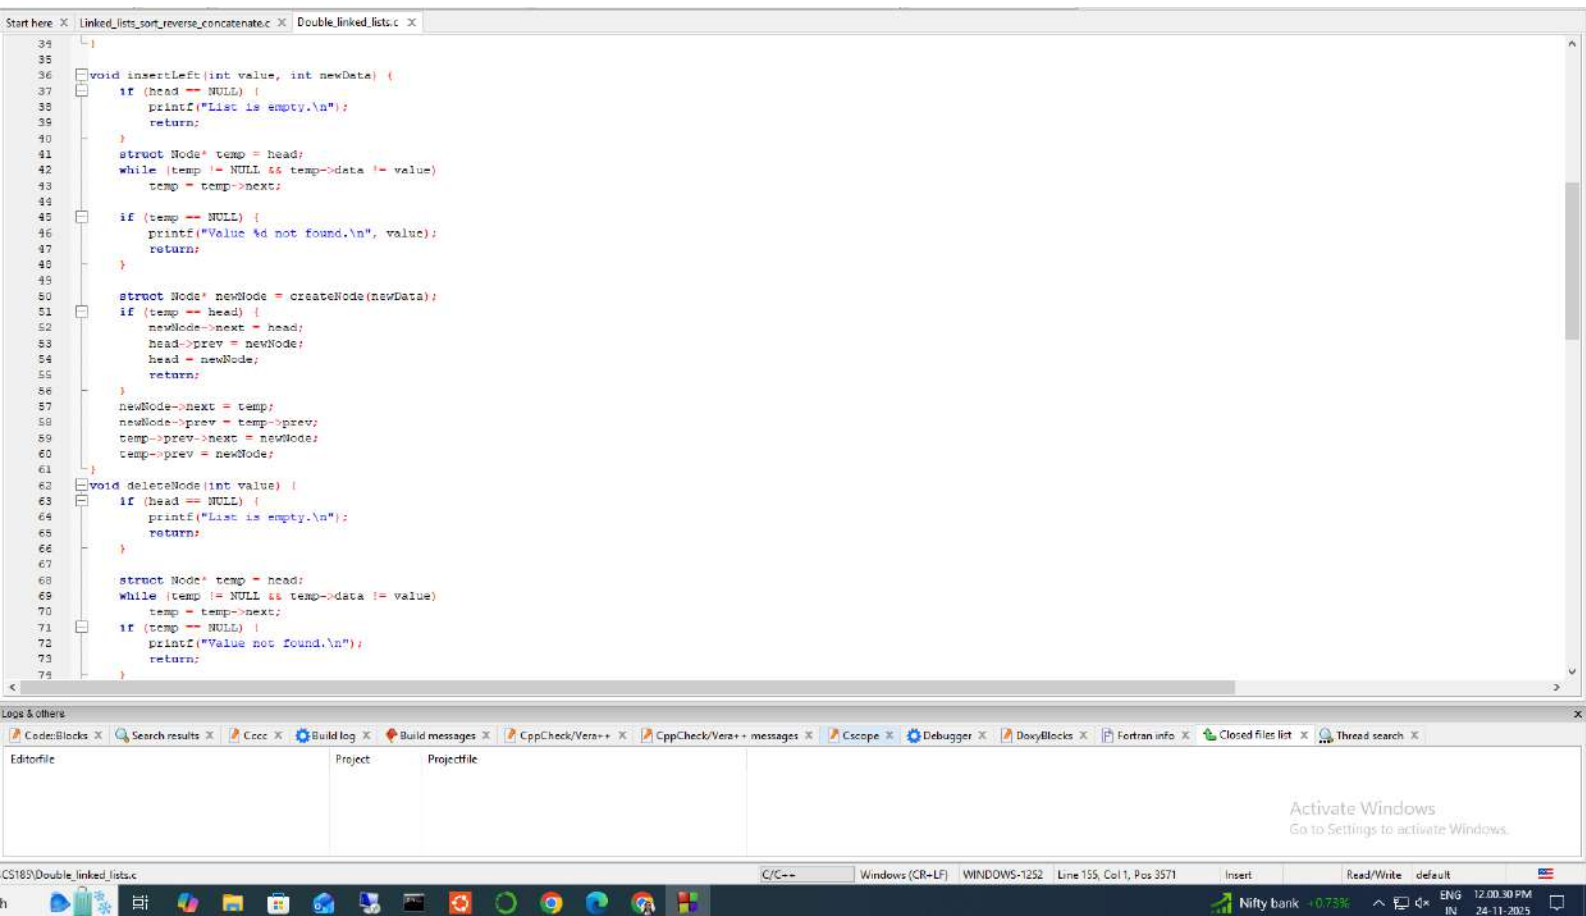 Start here X Linked_lists_sort_reverse_concatenate.c X Double_linked_lists.c X
34 }
35
36 void insertLeft(int value, int newData) {
37 if (head == NULL) {
38 printf("List is empty.\n");
39 return;
40 }
41 struct Node* temp = head;
42 while (temp != NULL && temp->data != value)
43 temp = temp->next;
44
45 if (temp == NULL) {
46 printf("Value %d not found.\n", value);
47 return;
48 }
49
50 struct Node* newNode = createNode(newData);
51 if (temp == head) {
52 newNode->next = head;
53 head->prev = newNode;
54 head = newNode;
55 return;
56 }
57 newNode->next = temp;
58 newNode->prev = temp->prev;
59 temp->prev->next = newNode;
60 temp->prev = newNode;
61 }
62 void deleteNode(int value) {
63 if (head == NULL) {
64 printf("List is empty.\n");
65 return;
66 }
67
68 struct Node* temp = head;
69 while (temp != NULL && temp->data != value)
70 temp = temp->next;
71 if (temp == NULL) {
72 printf("Value not found.\n");
73 return;
74 }
Logs & others
Code::Blocks X Search results X Cccc X Build log X Build messages X CppCheck/Vera++ X CppCheck/Vera++ messages X Cscope X Debugger X DoxyBlocks X Fortran info X Closed files list X Thread search X
Editorfile Project Projectfile
Activate Windows
Go to Settings to activate Windows.
CS185\Double_linked_lists.c C/C++ Windows (CR+LF) WINDOWS-1252 Line 155, Col 1, Pos 3571 Insert Read/Write default
h Nifty bank +0.73% ENG 12.00.30 PM
IN 24-11-2025